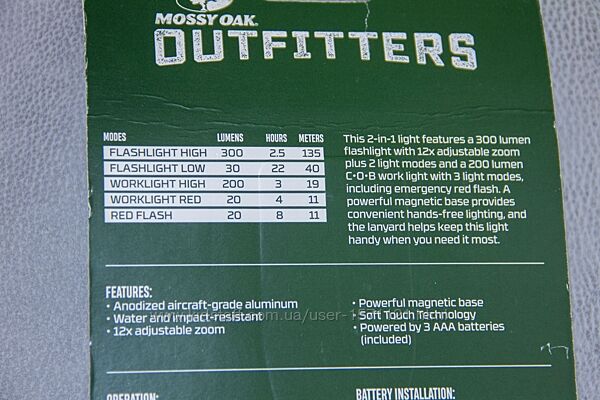 MOSSY OAK.
OUTFITTERS
MODES LUMENS HOURS METERS
FLASHLIGHT HIGH 300 2.5 135
FLASHLIGHT LOW 30 22 40
WORKLIGHT HIGH 200 3 19
WORKLIGHT RED 20 4 11
RED FLASH 20 8 11
This 2-in-1 light features a 300 lumen
flashlight with 12x adjustable zoom
plus 2 light modes and a 200 lumen
C•O•B work light with 3 light modes,
including emergency red flash. A
powerful magnetic base provides
convenient hands-free lighting, and
the lanyard helps keep this light
handy when you need it most.
FEATURES:
• Anodized aircraft-grade aluminum
• Water and impact-resistant
• 12x adjustable zoom
• Powerful magnetic base
• Soft Touch Technology
• Powered by 3 AAA batteries
(included)
OPERATION:
BATTERY INSTALLATION: